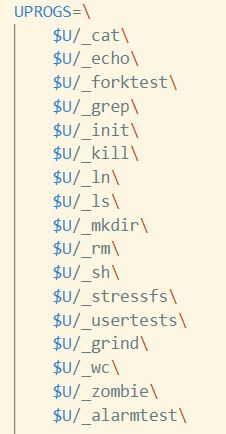 UPROGS=\
$U/_cat\
$U/_echo\
$U/_forktest\
$U/_grep\
$U/_init\
$U/_kill\
$U/_ln\
$U/_ls\
$U/_mkdir\
$U/_rm\
$U/_sh\
$U/_stressfs\
$U/_usertests\
$U/_grind\
$U/_wc\
$U/_zombie\
$U/_alarmtest\